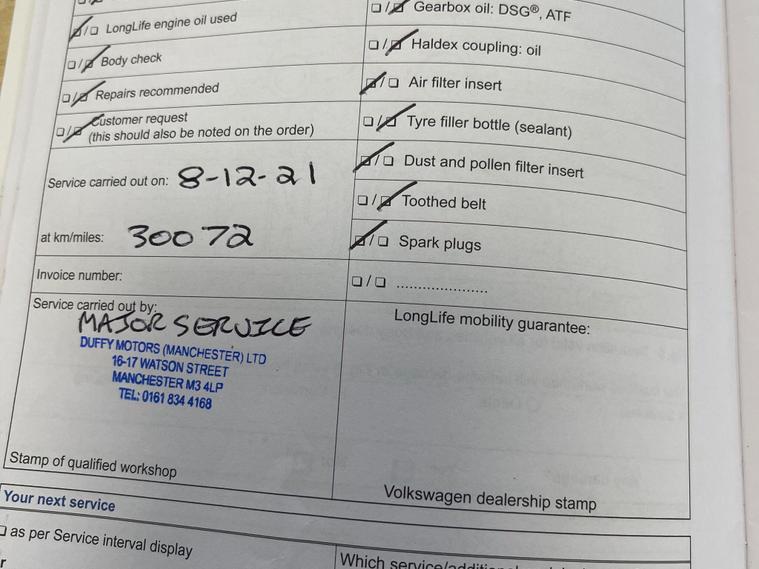 LongLife engine oil used
Body check
Repairs recommended
Customer request
(this should also be noted on the order)
Service carried out on: 8-12-21
at km/miles: 30072
Invoice number:
Service carried out by:
MAJOR SERVICE
DUFFY MOTORS (MANCHESTER) LTD
16-17 WATSON STREET
MANCHESTER M3 4LP
TEL: 0161 834 4168
Stamp of qualified workshop
Gearbox oil: DSG®, ATF
Haldex coupling: oil
Air filter insert
Tyre filler bottle (sealant)
Dust and pollen filter insert
Toothed belt
Spark plugs
......................
LongLife mobility guarantee:
Volkswagen dealership stamp
Your next service
as per Service interval display
Which